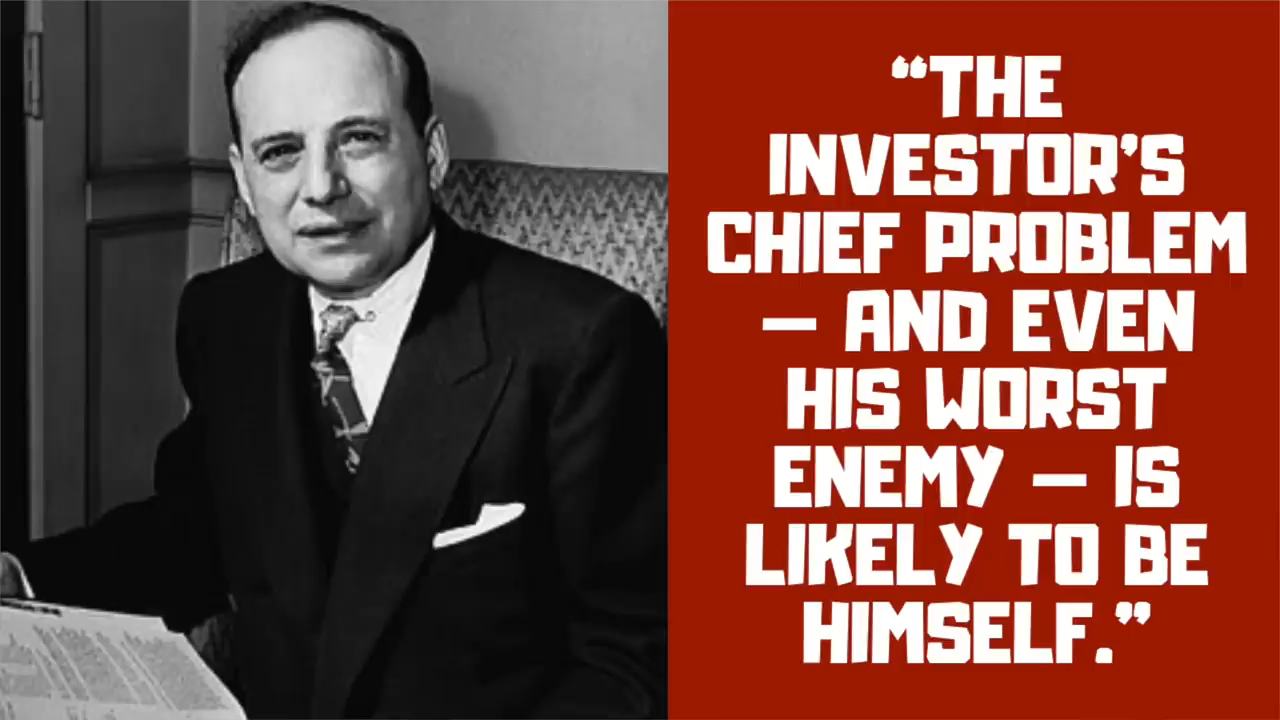 “THE
INVESTOR’S
CHIEF PROBLEM
– AND EVEN
HIS WORST
ENEMY – IS
LIKELY TO BE
HIMSELF.”